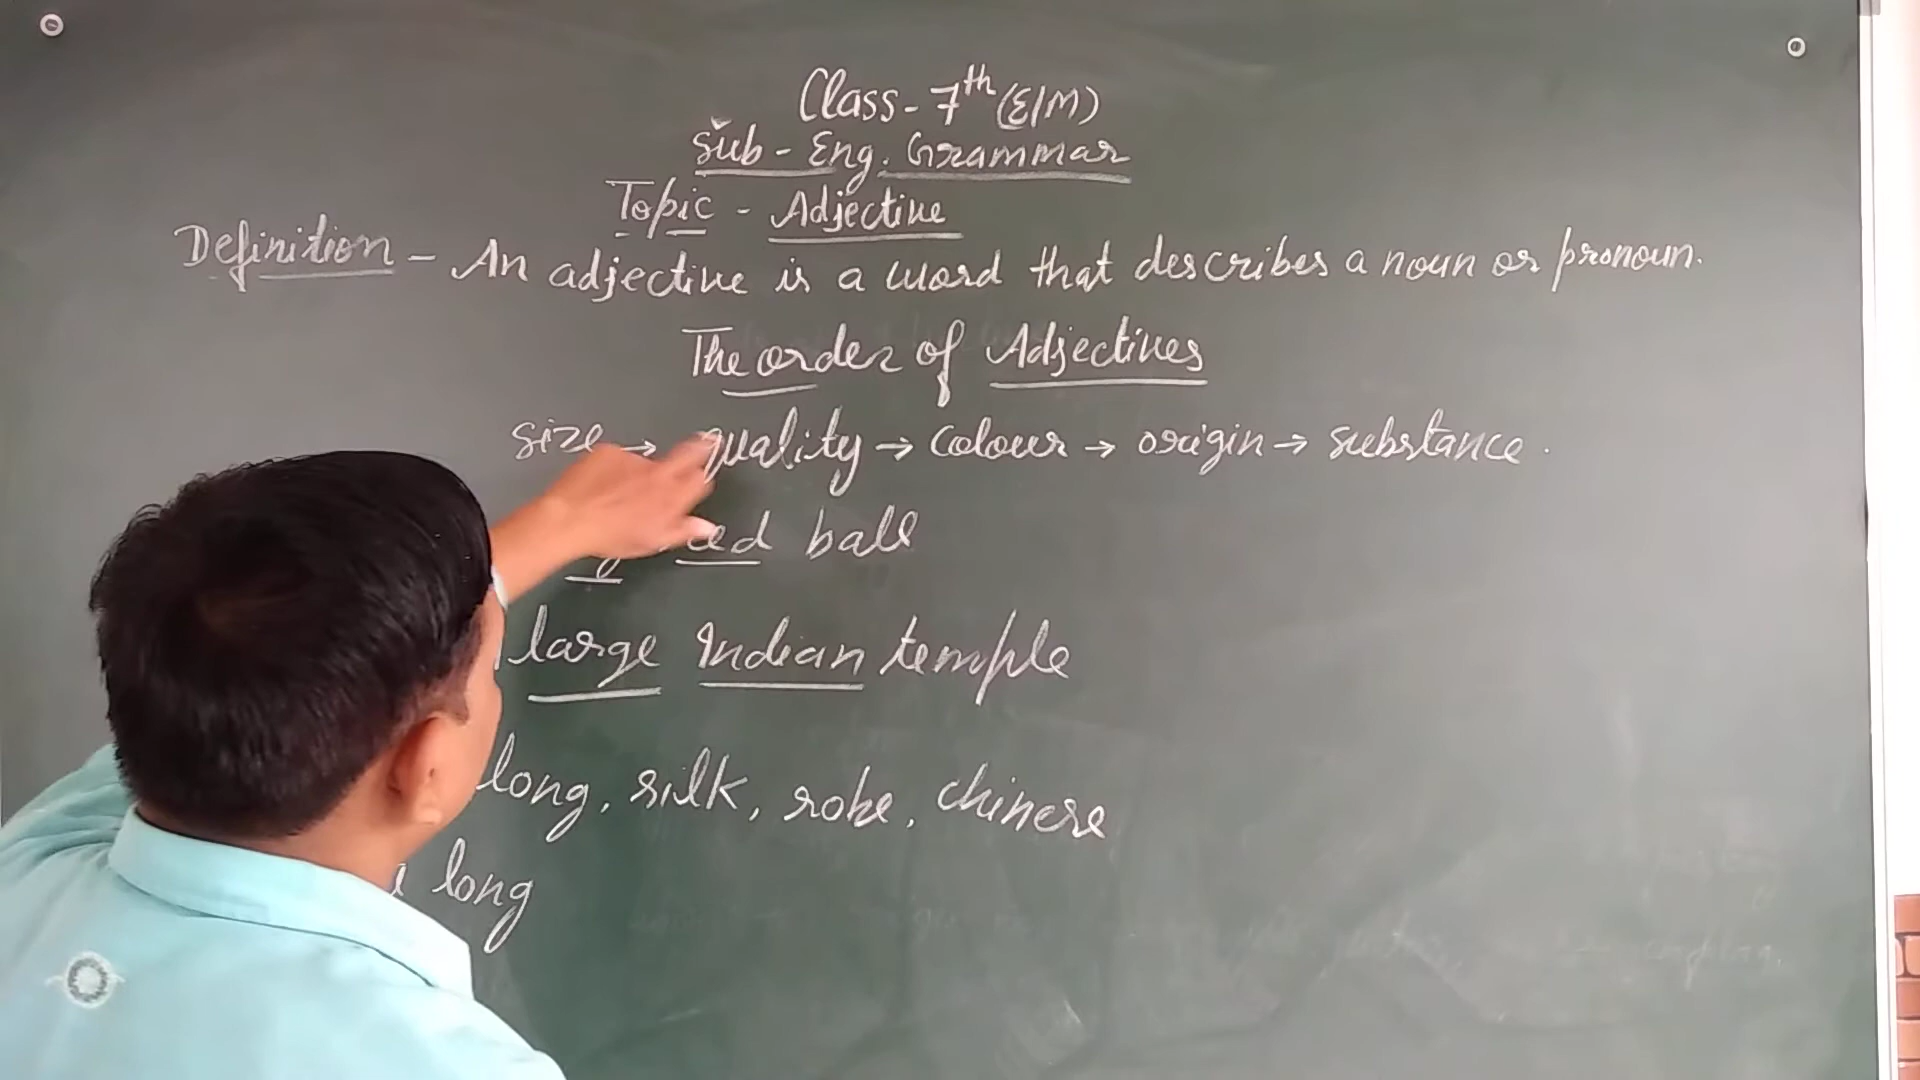 Class - 7th (E/M)
Sub - Eng. Grammar
Topic - Adjective
Definition - An adjective is a word that describes a noun or pronoun.
The order of Adjectives
size → quality → colour → origin → substance.
ball
large Indian temple
long, silk, robe, chinese
long